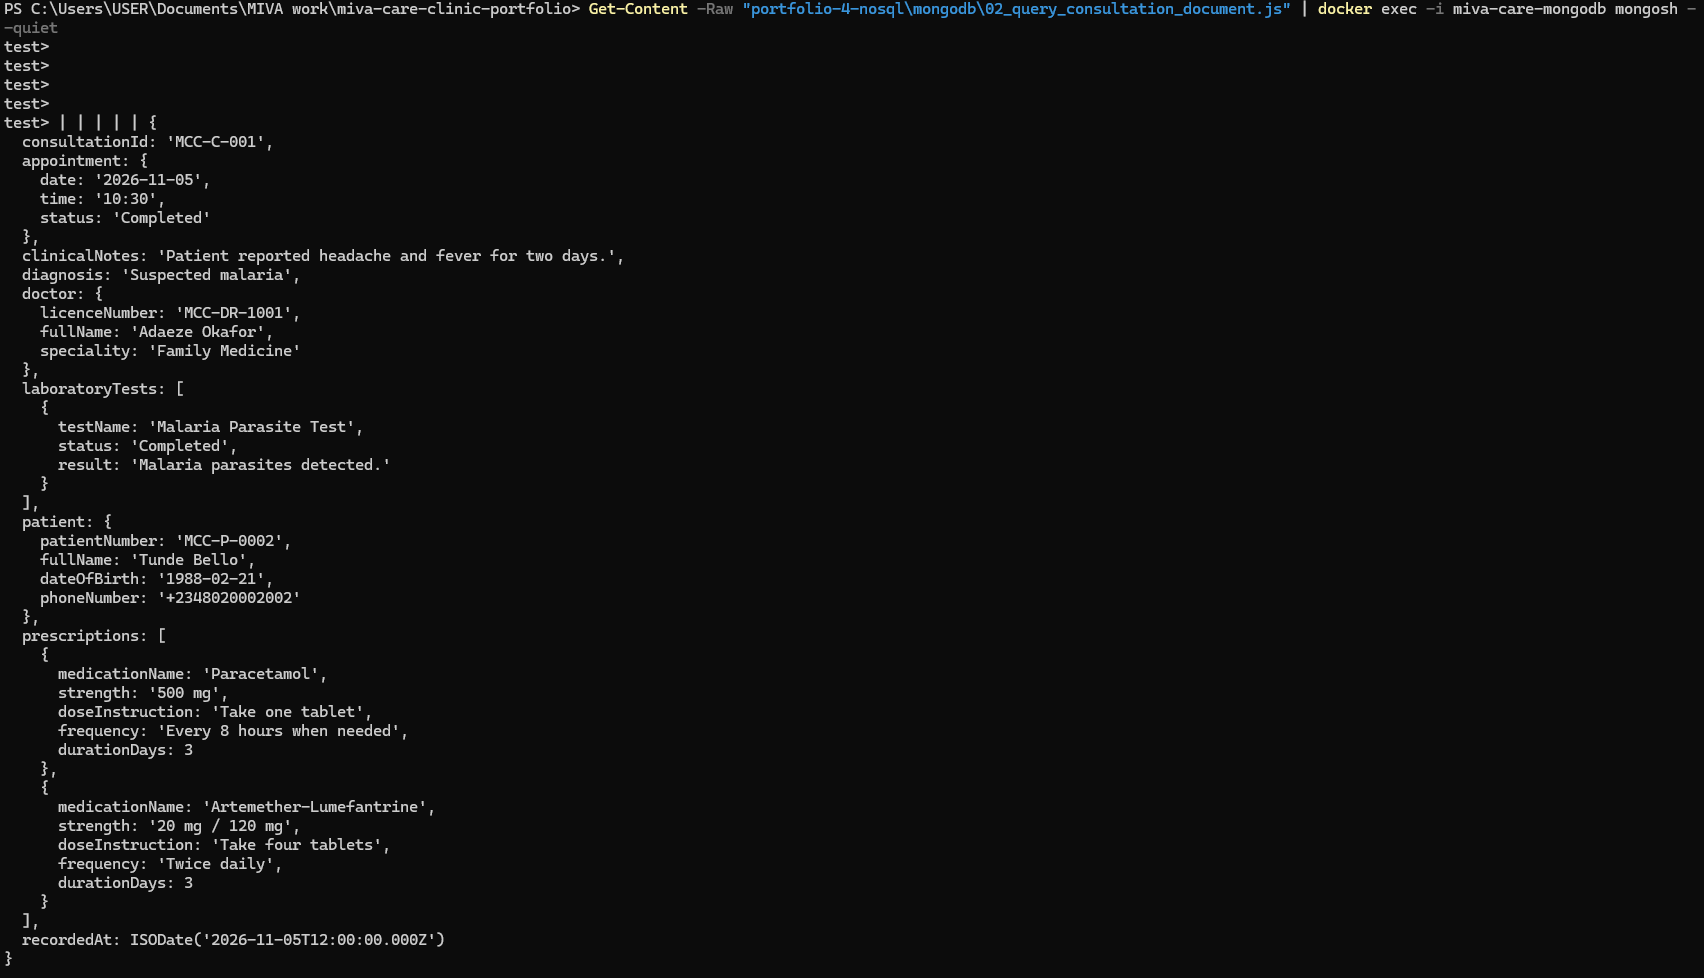 PS C:\Users\USER\Documents\MIVA work\miva-care-clinic-portfolio> Get-Content -Raw "portfolio-4-nosql\mongodb\02_query_consultation_document.js" | docker exec -i miva-care-mongodb mongosh -
-quiet
test>
test>
test>
test>
test> | | | | | {
  consultationId: 'MCC-C-001',
  appointment: {
    date: '2026-11-05',
    time: '10:30',
    status: 'Completed'
  },
  clinicalNotes: 'Patient reported headache and fever for two days.',
  diagnosis: 'Suspected malaria',
  doctor: {
    licenceNumber: 'MCC-DR-1001',
    fullName: 'Adaeze Okafor',
    speciality: 'Family Medicine'
  },
  laboratoryTests: [
    {
      testName: 'Malaria Parasite Test',
      status: 'Completed',
      result: 'Malaria parasites detected.'
    }
  ],
  patient: {
    patientNumber: 'MCC-P-0002',
    fullName: 'Tunde Bello',
    dateOfBirth: '1988-02-21',
    phoneNumber: '+2348020002002'
  },
  prescriptions: [
    {
      medicationName: 'Paracetamol',
      strength: '500 mg',
      doseInstruction: 'Take one tablet',
      frequency: 'Every 8 hours when needed',
      durationDays: 3
    },
    {
      medicationName: 'Artemether-Lumefantrine',
      strength: '20 mg / 120 mg',
      doseInstruction: 'Take four tablets',
      frequency: 'Twice daily',
      durationDays: 3
    }
  ],
  recordedAt: ISODate('2026-11-05T12:00:00.000Z')
}